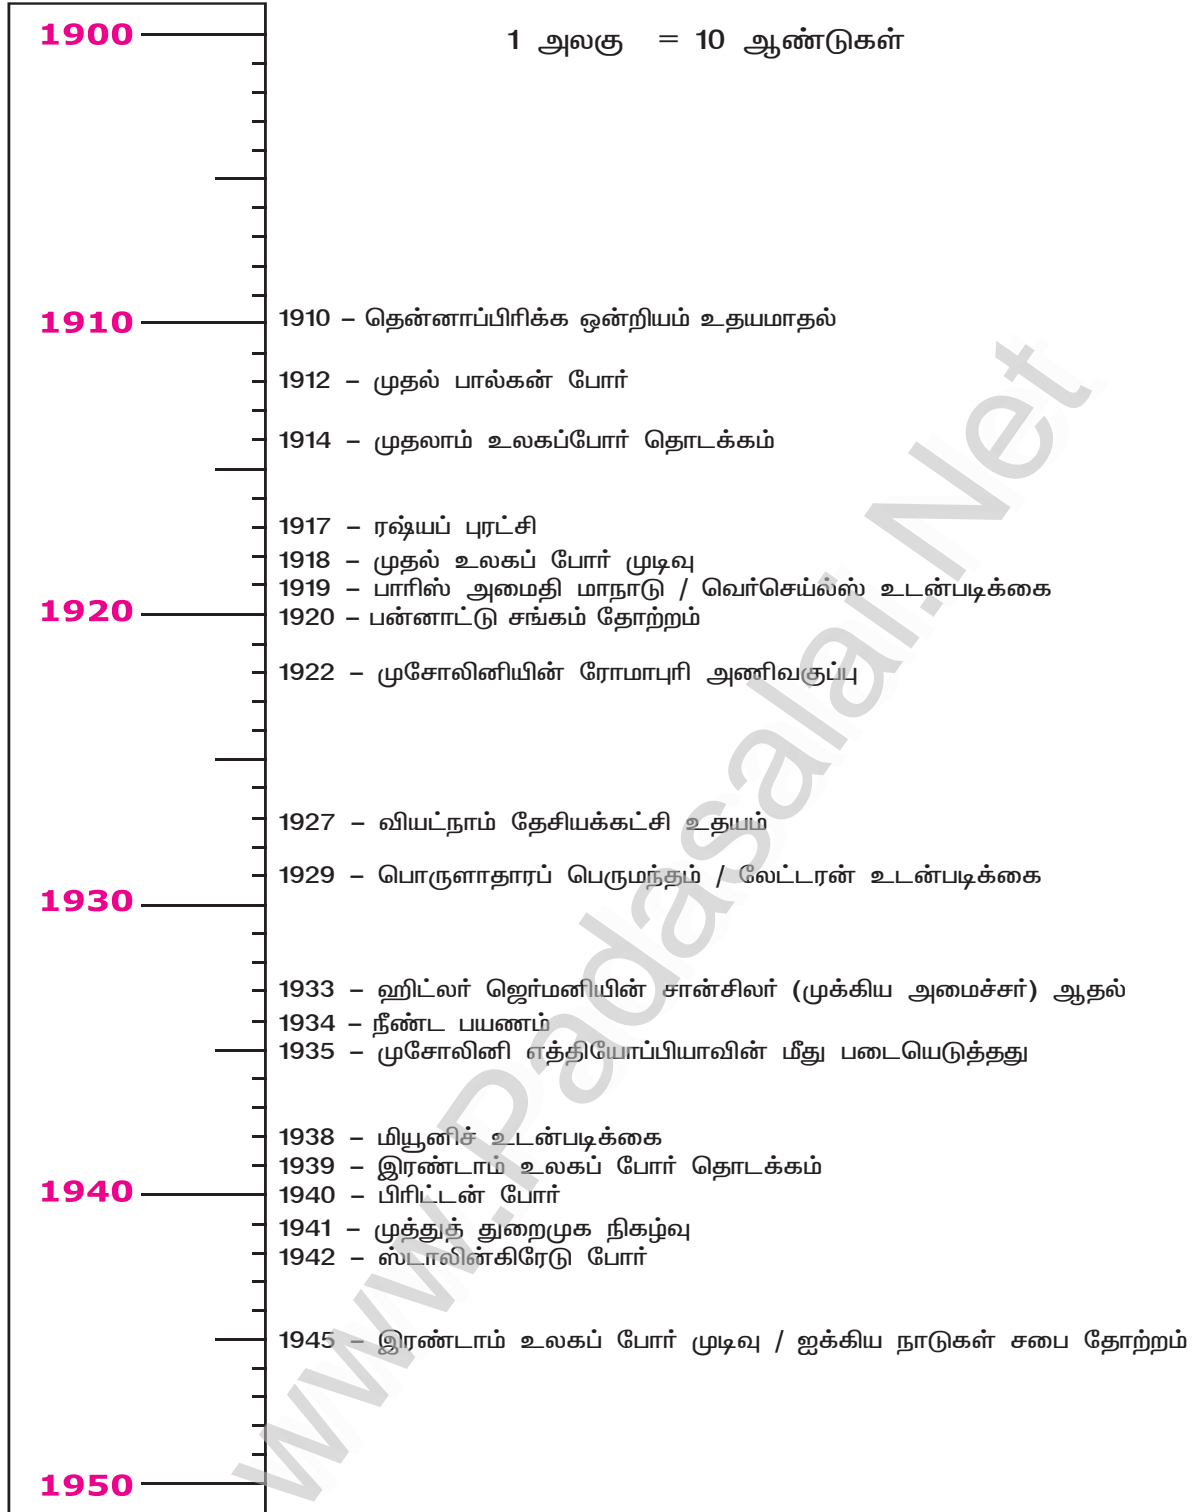 1900
1 அலகு = 10 ஆண்டுகள்
1910
1910 – தென்னாப்பிரிக்க ஒன்றியம் உதயமாதல்
1912 – முதல் பால்கன் போர்
1914 – முதலாம் உலகப்போர் தொடக்கம்
1917 – ரஷ்யப் புரட்சி
1918 – முதல் உலகப் போர் முடிவு
1919 – பாரிஸ் அமைதி மாநாடு / வெர்செய்ல்ஸ் உடன்படிக்கை
1920
1920 – பன்னாட்டு சங்கம் தோற்றம்
1922 – முசோலினியின் ரோமாபுரி அணிவகுப்பு
1927 – வியட்நாம் தேசியக்கட்சி உதயம்
1929 – பொருளாதாரப் பெருமந்தம் / லேட்டரன் உடன்படிக்கை
1930
1933 – ஹிட்லர் ஜெர்மனியின் சான்சிலர் (முக்கிய அமைச்சர்) ஆதல்
1934 – நீண்ட பயணம்
1935 – முசோலினி எத்தியோப்பியாவின் மீது படையெடுத்தது
1938 – மியூனிச் உடன்படிக்கை
1939 – இரண்டாம் உலகப் போர் தொடக்கம்
1940
1940 – பிரிட்டன் போர்
1941 – முத்துத் துறைமுக நிகழ்வு
1942 – ஸ்டாலின்கிரேடு போர்
1945 – இரண்டாம் உலகப் போர் முடிவு / ஐக்கிய நாடுகள் சபை தோற்றம்
1950
www.Padasalai.Net